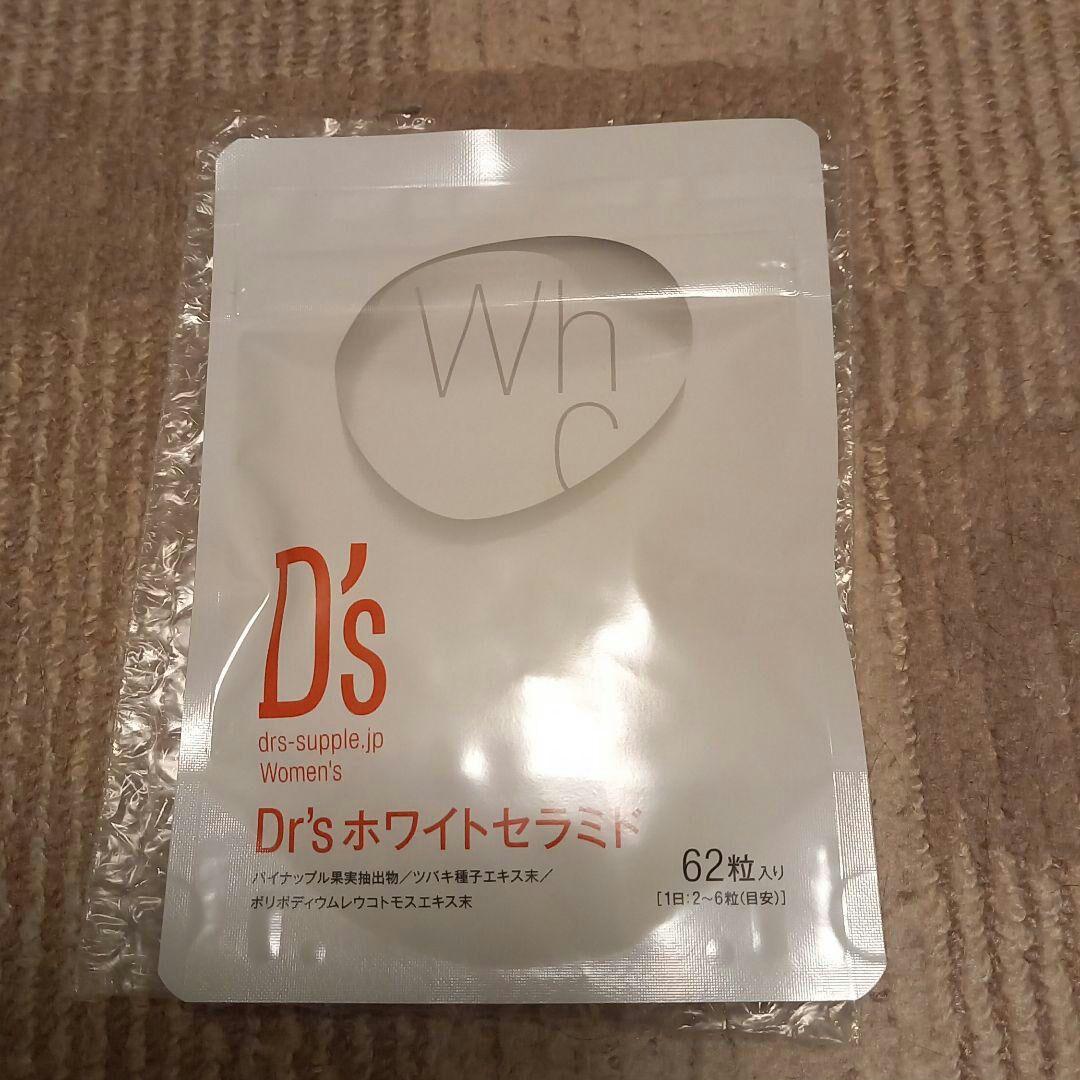 Wh
C
D's
drs-supple.jp
Women's
Dr'sホワイトセラミド
パイナップル果実抽出物／ツバキ種子エキス末／
ポリポディウムレウコトモスエキス末
62粒入り
[1日:2〜6粒(目安)]